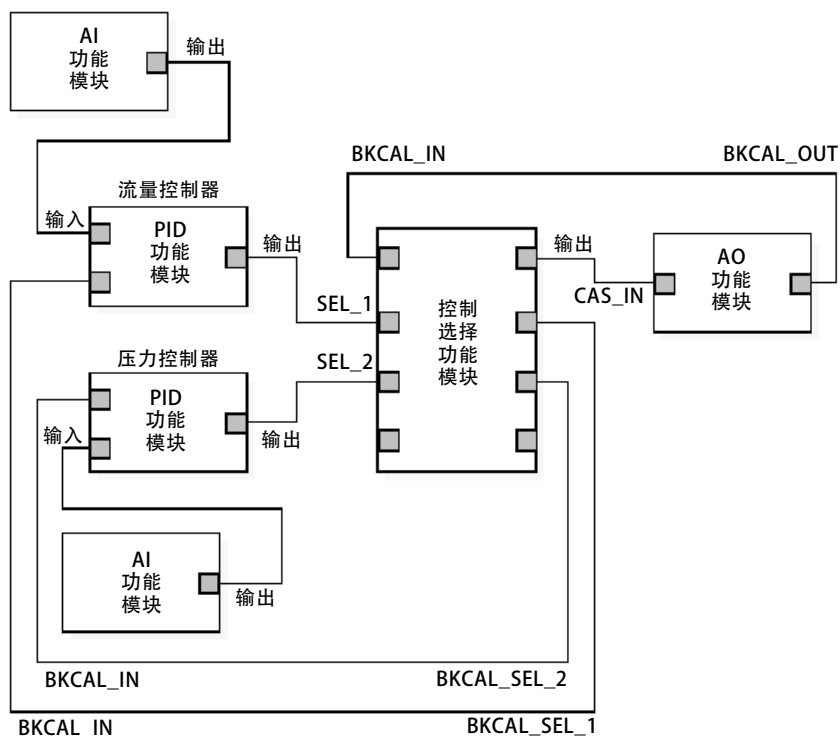 AI
功能
模块
输出
BKCAL_IN
BKCAL_OUT
流量控制器
输入
PID
功能
模块
输出
SEL_1
控制
选择
功能
模块
输出
CAS_IN
AO
功能
模块
压力控制器
SEL_2
PID
功能
模块
输入
输出
AI
功能
模块
输出
BKCAL_IN
BKCAL_SEL_2
BKCAL_IN
BKCAL_SEL_1